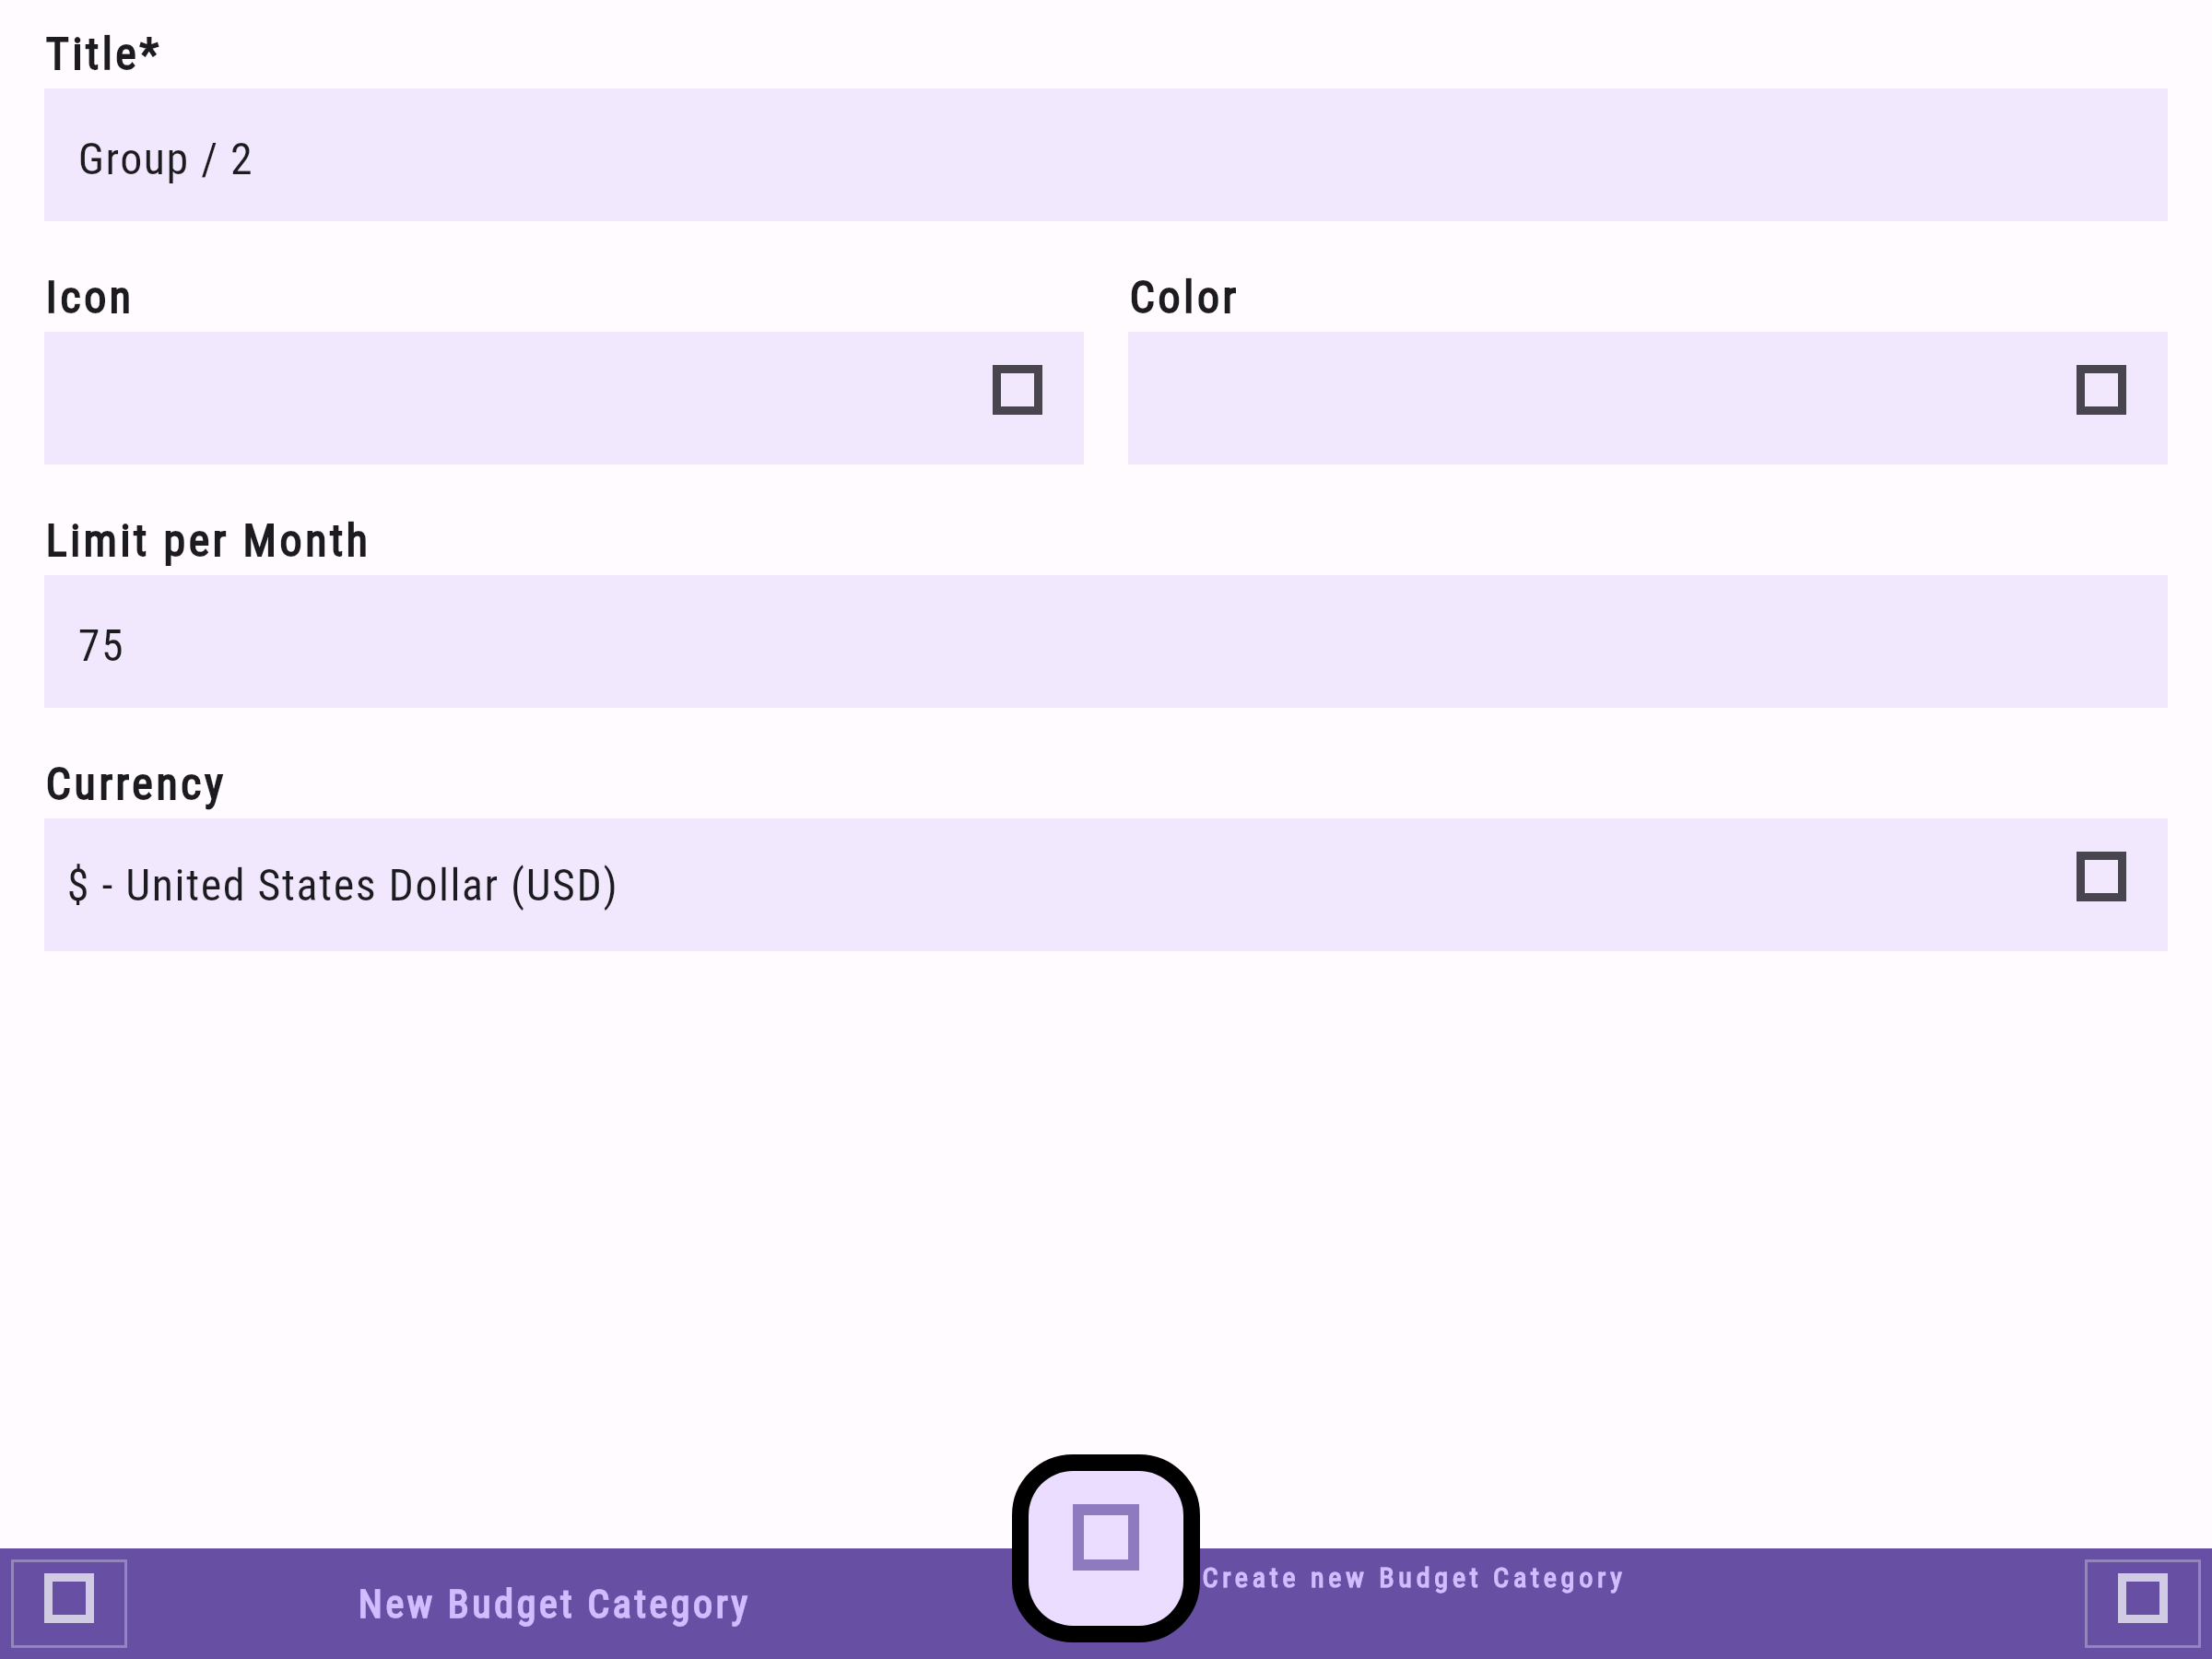 Title*
Group / 2
Icon
Color
Limit per Month
75
Currency
$ - United States Dollar (USD)
New Budget Category
Create new Budget Category